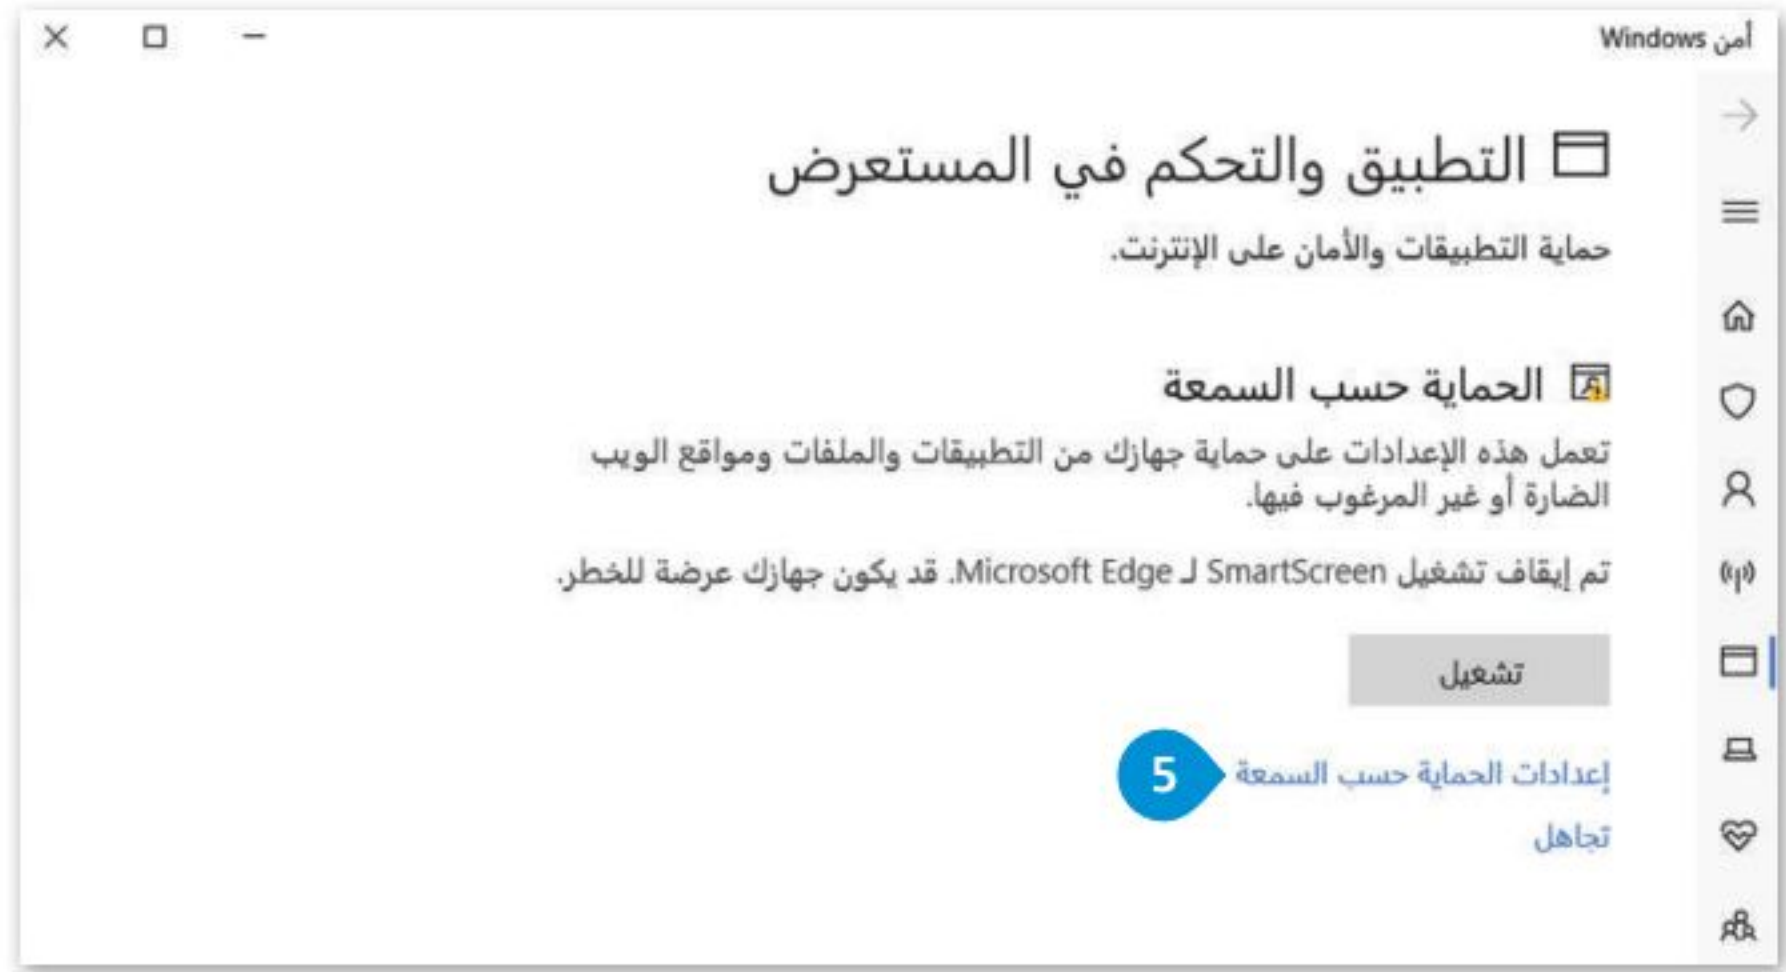 أمن Windows
التطبيق والتحكم في المستعرض
حماية التطبيقات والأمان على الإنترنت.
الحماية حسب السمعة
تعمل هذه الإعدادات على حماية جهازك من التطبيقات والملفات ومواقع الويب
الضارة أو غير المرغوب فيها.
تم إيقاف تشغيل SmartScreen لـ Microsoft Edge. قد يكون جهازك عرضة للخطر.
تشغيل
إعدادات الحماية حسب السمعة
5
تجاهل